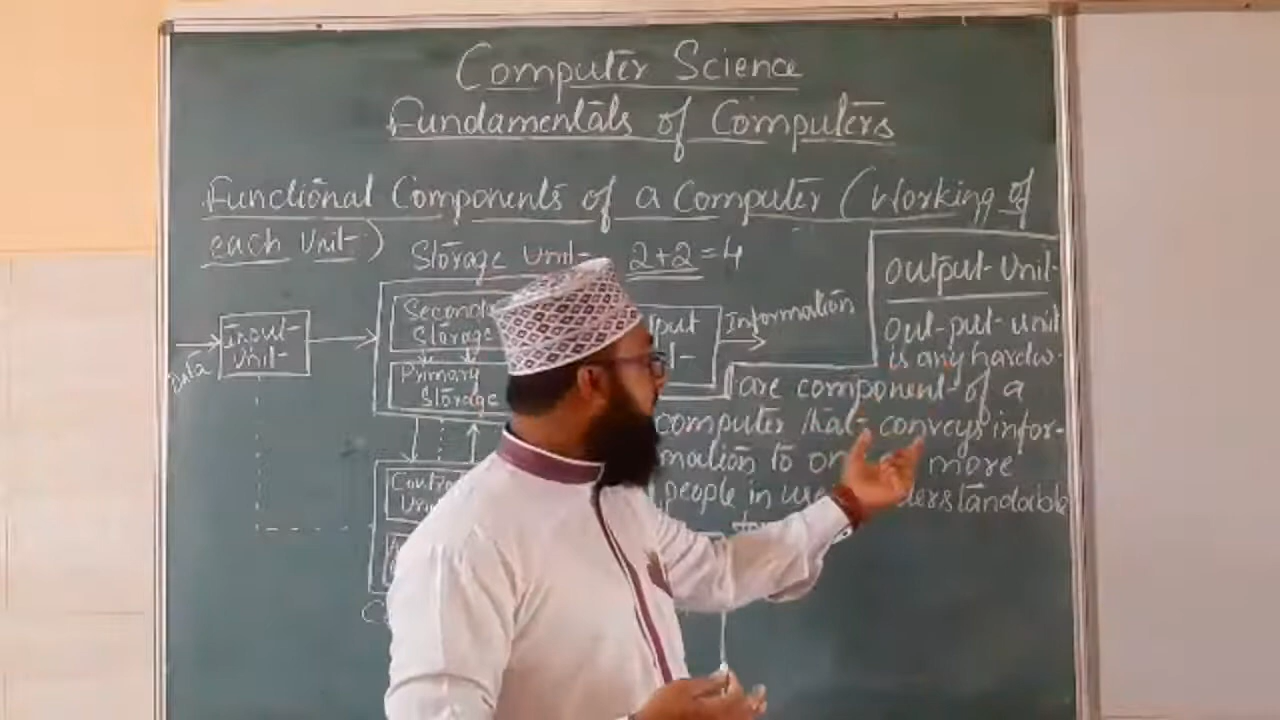 Computer Science
Fundamentals of Computers
Functional Components of a Computer (Working of
each Unit)
Storage Unit 2+2=4
Output Unit
Out-put-unit
is any hardw-
are component of a
computer that conveys infor-
mation to more
people in
Data
Input
Unit
Storage
Primary
Storage
Information